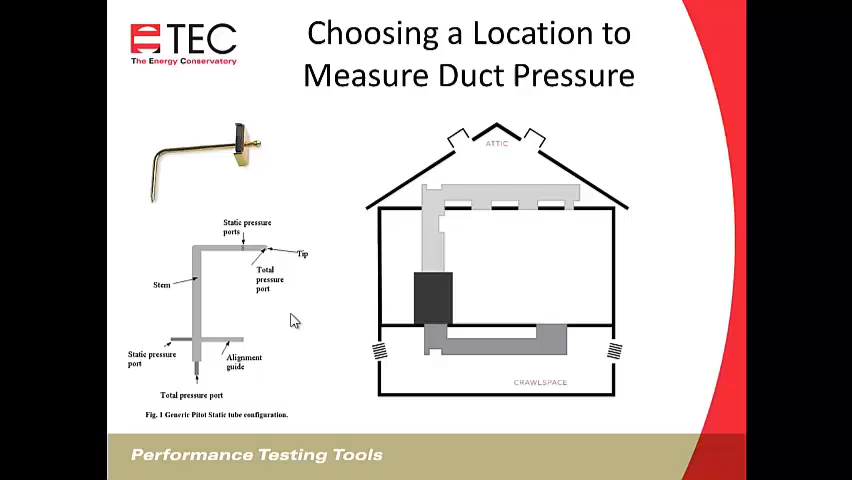 TEC
The Energy Conservatory
Choosing a Location to
Measure Duct Pressure
ATTIC
Static pressure
ports
Tip
Total
pressure
port
Stem
Static pressure
port
Alignment
guide
Total pressure port
Fig. 1 Generic Pitot Static tube configuration.
CRAWLSPACE
Performance Testing Tools